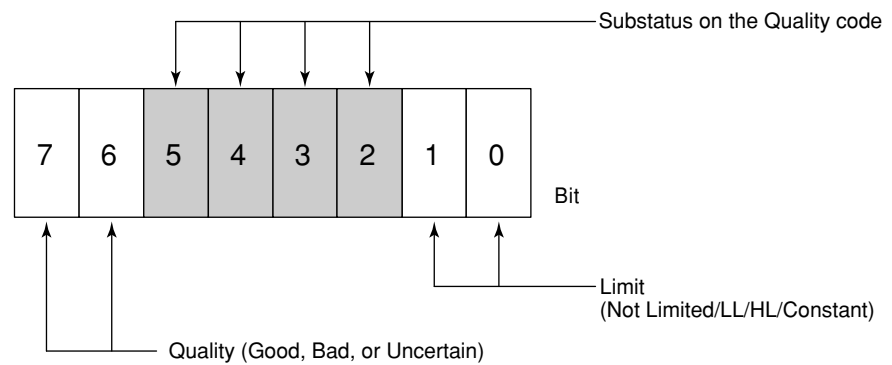 Substatus on the Quality code
7 6 5 4 3 2 1 0
Bit
Limit
(Not Limited/LL/HL/Constant)
Quality (Good, Bad, or Uncertain)